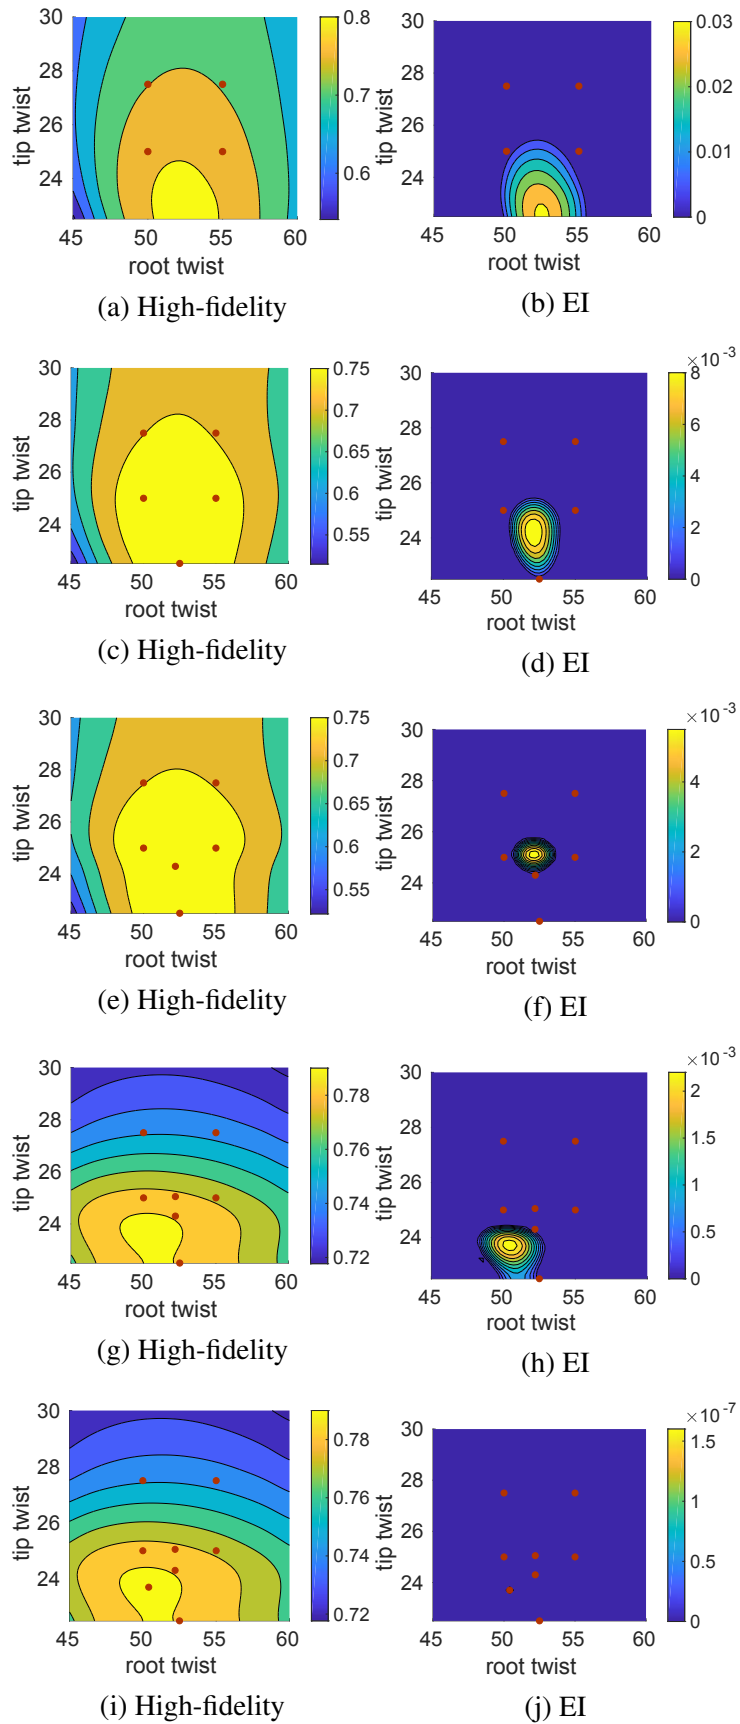 30
28
26
24
tip twist
45 50 55 60
root twist
0.8
0.7
0.6
(a) High-fidelity
30
28
26
24
tip twist
45 50 55 60
root twist
0.03
0.02
0.01
0
(b) EI
30
28
26
24
tip twist
45 50 55 60
root twist
0.75
0.7
0.65
0.6
0.55
(c) High-fidelity
30
28
26
24
tip twist
45 50 55 60
root twist
×10-3
8
6
4
2
0
(d) EI
30
28
26
24
tip twist
45 50 55 60
root twist
0.75
0.7
0.65
0.6
0.55
(e) High-fidelity
30
28
26
24
tip twist
45 50 55 60
root twist
×10-3
4
2
0
(f) EI
30
28
26
24
tip twist
45 50 55 60
root twist
0.78
0.76
0.74
0.72
(g) High-fidelity
30
28
26
24
tip twist
45 50 55 60
root twist
×10-3
2
1.5
1
0.5
0
(h) EI
30
28
26
24
tip twist
45 50 55 60
root twist
0.78
0.76
0.74
0.72
(i) High-fidelity
30
28
26
24
tip twist
45 50 55 60
root twist
×10-7
1.5
1
0.5
0
(j) EI